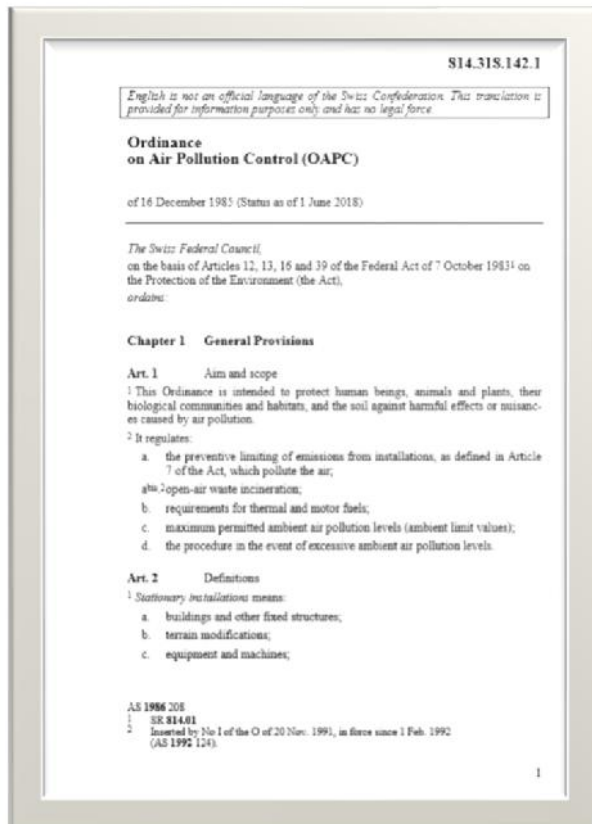 814.318.142.1
English is not an official language of the Swiss Confederation. This translation is
provided for information purposes only and has no legal force.
Ordinance
on Air Pollution Control (OAPC)
of 16 December 1985 (Status as of 1 June 2018)
The Swiss Federal Council,
on the basis of Articles 12, 13, 16 and 39 of the Federal Act of 7 October 1983¹ on
the Protection of the Environment (the Act),
ordains:
Chapter 1 General Provisions
Art. 1 Aim and scope
¹ This Ordinance is intended to protect human beings, animals and plants, their
biological communities and habitats, and the soil against harmful effects or nuisanc-
es caused by air pollution.
² It regulates:
a. the preventive limiting of emissions from installations, as defined in Article
7 of the Act, which pollute the air;
aᵇⁱˢ.² open-air waste incineration;
b. requirements for thermal and motor fuels;
c. maximum permitted ambient air pollution levels (ambient limit values);
d. the procedure in the event of excessive ambient air pollution levels.
Art. 2 Definitions
¹ Stationary installations means:
a. buildings and other fixed structures;
b. terrain modifications;
c. equipment and machines;
AS 1986 208
1 SR 814.01
2 Inserted by No I of the O of 20 Nov. 1991, in force since 1 Feb. 1992
(AS 1992 124).
1